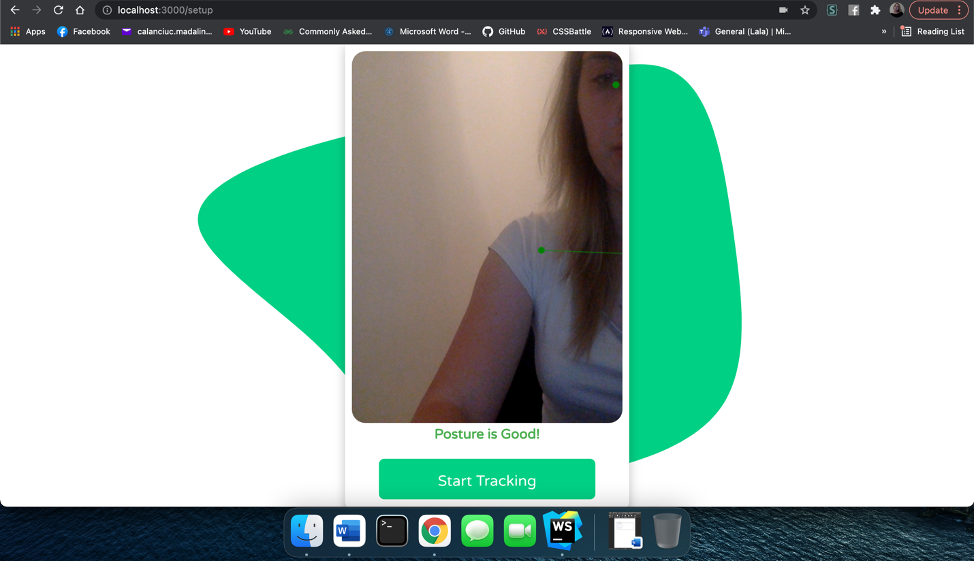 localhost:3000/setup
Update
Apps Facebook calanciuc.madalin... YouTube Commonly Asked... Microsoft Word -... GitHub CSSBattle Responsive Web... General (Lala) | Mi... » Reading List
Posture is Good!
Start Tracking
W >_ WS